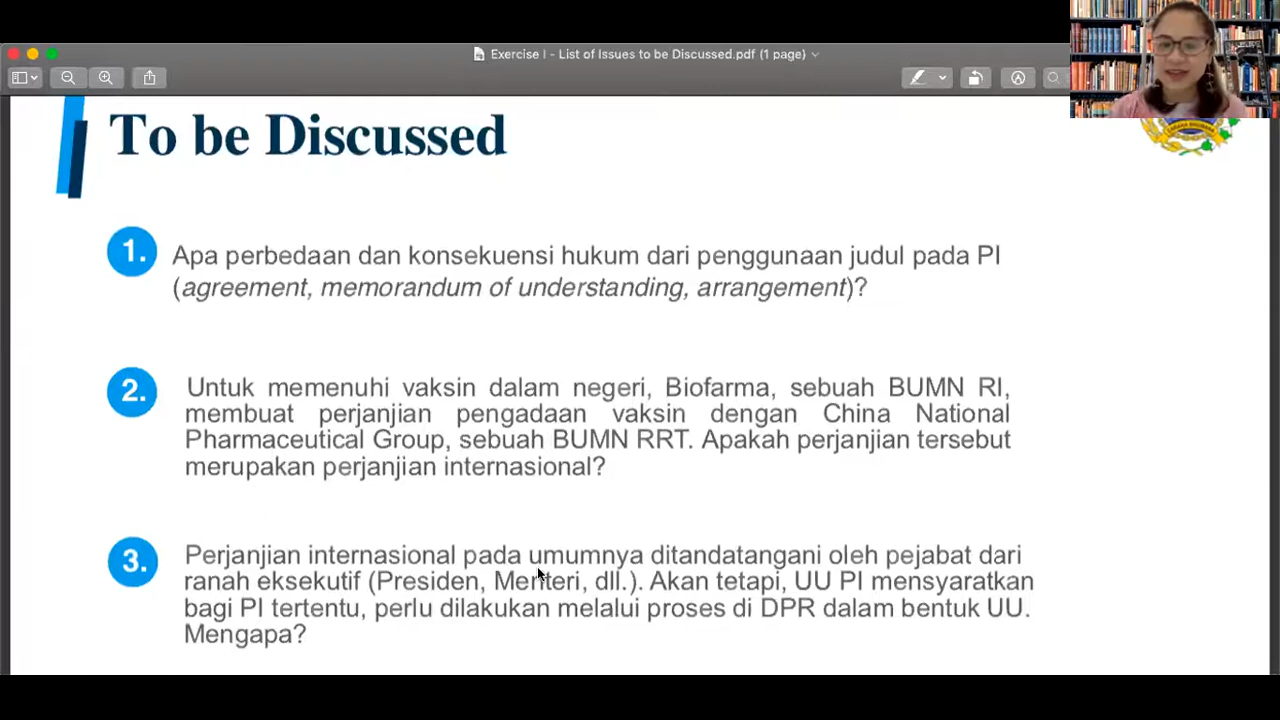 Exercise I - List of Issues to be Discussed.pdf (1 page)
To be Discussed
1.
Apa perbedaan dan konsekuensi hukum dari penggunaan judul pada PI
(agreement, memorandum of understanding, arrangement)?
2.
Untuk memenuhi vaksin dalam negeri, Biofarma, sebuah BUMN RI,
membuat perjanjian pengadaan vaksin dengan China National
Pharmaceutical Group, sebuah BUMN RRT. Apakah perjanjian tersebut
merupakan perjanjian internasional?
3.
Perjanjian internasional pada umumnya ditandatangani oleh pejabat dari
ranah eksekutif (Presiden, Menteri, dll.). Akan tetapi, UU PI mensyaratkan
bagi PI tertentu, perlu dilakukan melalui proses di DPR dalam bentuk UU.
Mengapa?